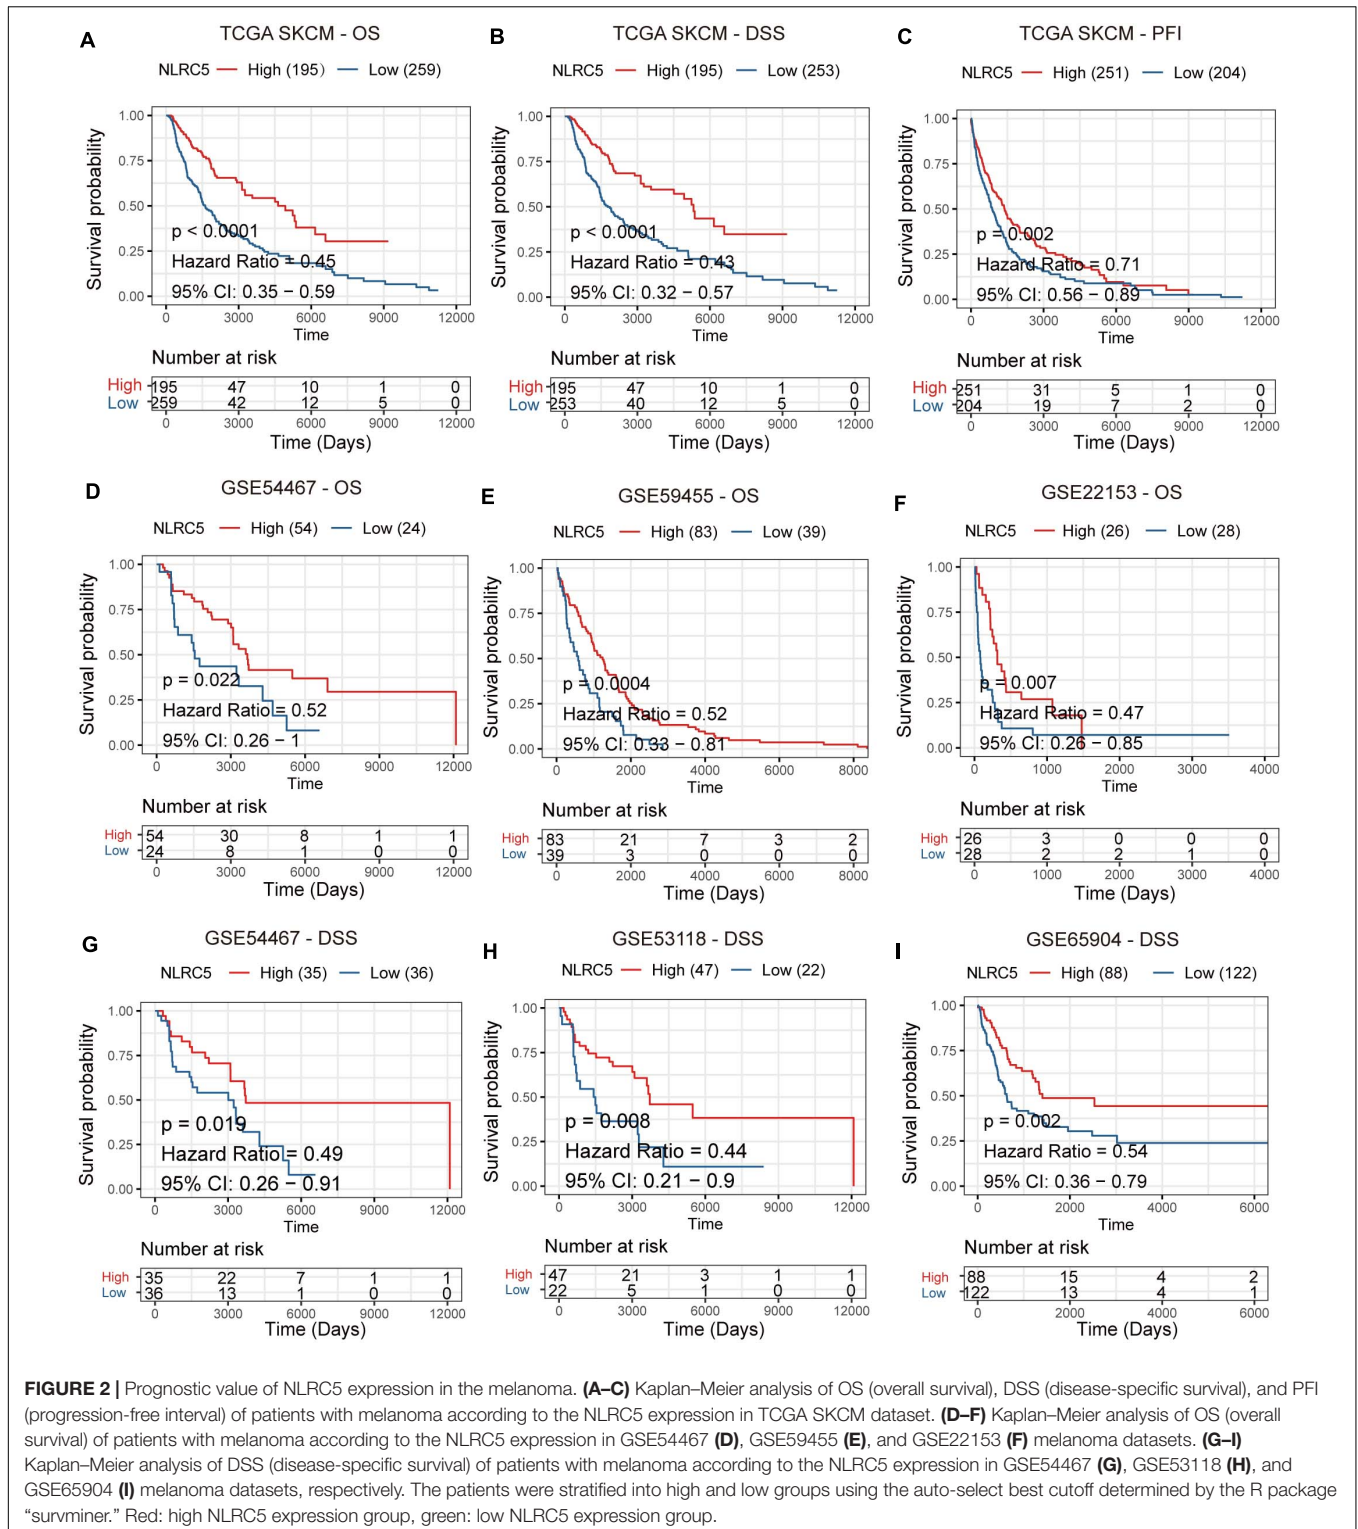 A
TCGA SKCM - OS
NLRC5 High (195) Low (259)
Survival probability
1.00
0.75
0.50
0.25
0.00
p < 0.0001
Hazard Ratio = 0.45
95% CI: 0.35 – 0.59
0 3000 6000 9000 12000
Time
Number at risk
High 195 47 10 1 0
Low 259 42 12 5 0
0 3000 6000 9000 12000
Time (Days)
B
TCGA SKCM - DSS
NLRC5 High (195) Low (253)
Survival probability
1.00
0.75
0.50
0.25
0.00
p < 0.0001
Hazard Ratio = 0.43
95% CI: 0.32 – 0.57
0 3000 6000 9000 12000
Time
Number at risk
High 195 47 10 1 0
Low 253 40 12 5 0
0 3000 6000 9000 12000
Time (Days)
C
TCGA SKCM - PFI
NLRC5 High (251) Low (204)
Survival probability
1.00
0.75
0.50
0.25
0.00
p = 0.002
Hazard Ratio = 0.71
95% CI: 0.56 – 0.89
0 3000 6000 9000 12000
Time
Number at risk
High 251 31 5 1 0
Low 204 19 7 2 0
0 3000 6000 9000 12000
Time (Days)
D
GSE54467 - OS
NLRC5 High (54) Low (24)
Survival probability
1.00
0.75
0.50
0.25
0.00
p = 0.022
Hazard Ratio = 0.52
95% CI: 0.26 – 1
0 3000 6000 9000 12000
Time
Number at risk
High 54 30 8 1 1
Low 24 8 1 0 0
0 3000 6000 9000 12000
Time (Days)
E
GSE59455 - OS
NLRC5 High (83) Low (39)
Survival probability
1.00
0.75
0.50
0.25
0.00
p = 0.0004
Hazard Ratio = 0.52
95% CI: 0.33 – 0.81
0 2000 4000 6000 8000
Time
Number at risk
High 83 21 7 3 2
Low 39 3 0 0 0
0 2000 4000 6000 8000
Time (Days)
F
GSE22153 - OS
NLRC5 High (26) Low (28)
Survival probability
1.00
0.75
0.50
0.25
0.00
p = 0.007
Hazard Ratio = 0.47
95% CI: 0.26 – 0.85
0 1000 2000 3000 4000
Time
Number at risk
High 26 3 0 0 0
Low 28 2 2 1 0
0 1000 2000 3000 4000
Time (Days)
G
GSE54467 - DSS
NLRC5 High (35) Low (36)
Survival probability
1.00
0.75
0.50
0.25
0.00
p = 0.019
Hazard Ratio = 0.49
95% CI: 0.26 – 0.91
0 3000 6000 9000 12000
Time
Number at risk
High 35 22 7 1 1
Low 36 13 1 0 0
0 3000 6000 9000 12000
Time (Days)
H
GSE53118 - DSS
NLRC5 High (47) Low (22)
Survival probability
1.00
0.75
0.50
0.25
0.00
p = 0.008
Hazard Ratio = 0.44
95% CI: 0.21 – 0.9
0 3000 6000 9000 12000
Time
Number at risk
High 47 21 3 1 1
Low 22 5 1 0 0
0 3000 6000 9000 12000
Time (Days)
I
GSE65904 - DSS
NLRC5 High (88) Low (122)
Survival probability
1.00
0.75
0.50
0.25
0.00
p = 0.002
Hazard Ratio = 0.54
95% CI: 0.36 – 0.79
0 2000 4000 6000
Time
Number at risk
High 88 15 4 2
Low 122 13 4 1
0 2000 4000 6000
Time (Days)
FIGURE 2 | Prognostic value of NLRC5 expression in the melanoma. (A–C) Kaplan–Meier analysis of OS (overall survival), DSS (disease-specific survival), and PFI
(progression-free interval) of patients with melanoma according to the NLRC5 expression in TCGA SKCM dataset. (D–F) Kaplan–Meier analysis of OS (overall
survival) of patients with melanoma according to the NLRC5 expression in GSE54467 (D), GSE59455 (E), and GSE22153 (F) melanoma datasets. (G–I)
Kaplan–Meier analysis of DSS (disease-specific survival) of patients with melanoma according to the NLRC5 expression in GSE54467 (G), GSE53118 (H), and
GSE65904 (I) melanoma datasets, respectively. The patients were stratified into high and low groups using the auto-select best cutoff determined by the R package
“survminer.” Red: high NLRC5 expression group, green: low NLRC5 expression group.